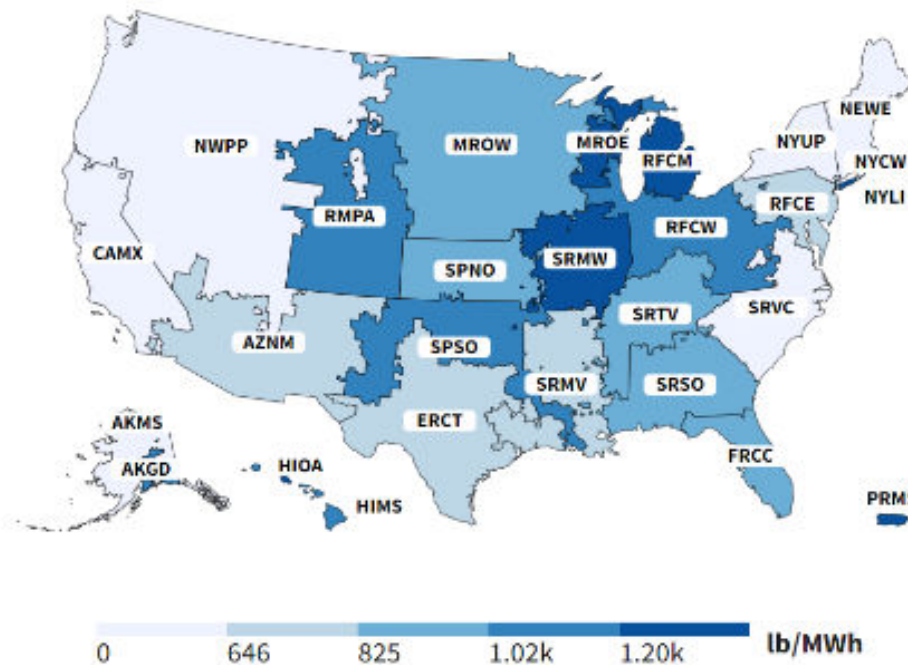 NEWE
NWPP
MROW
MROE
NYUP
RFCM
NYCW
NYLI
RFCE
RMPA
RFCW
CAMX
SPNO
SRMW
SRTV
SRVC
AZNM
SPSO
SRMV
SRSO
ERCT
AKMS
FRCC
AKGD
HIOA
HIMS
PRM
0 646 825 1.02k 1.20k lb/MWh